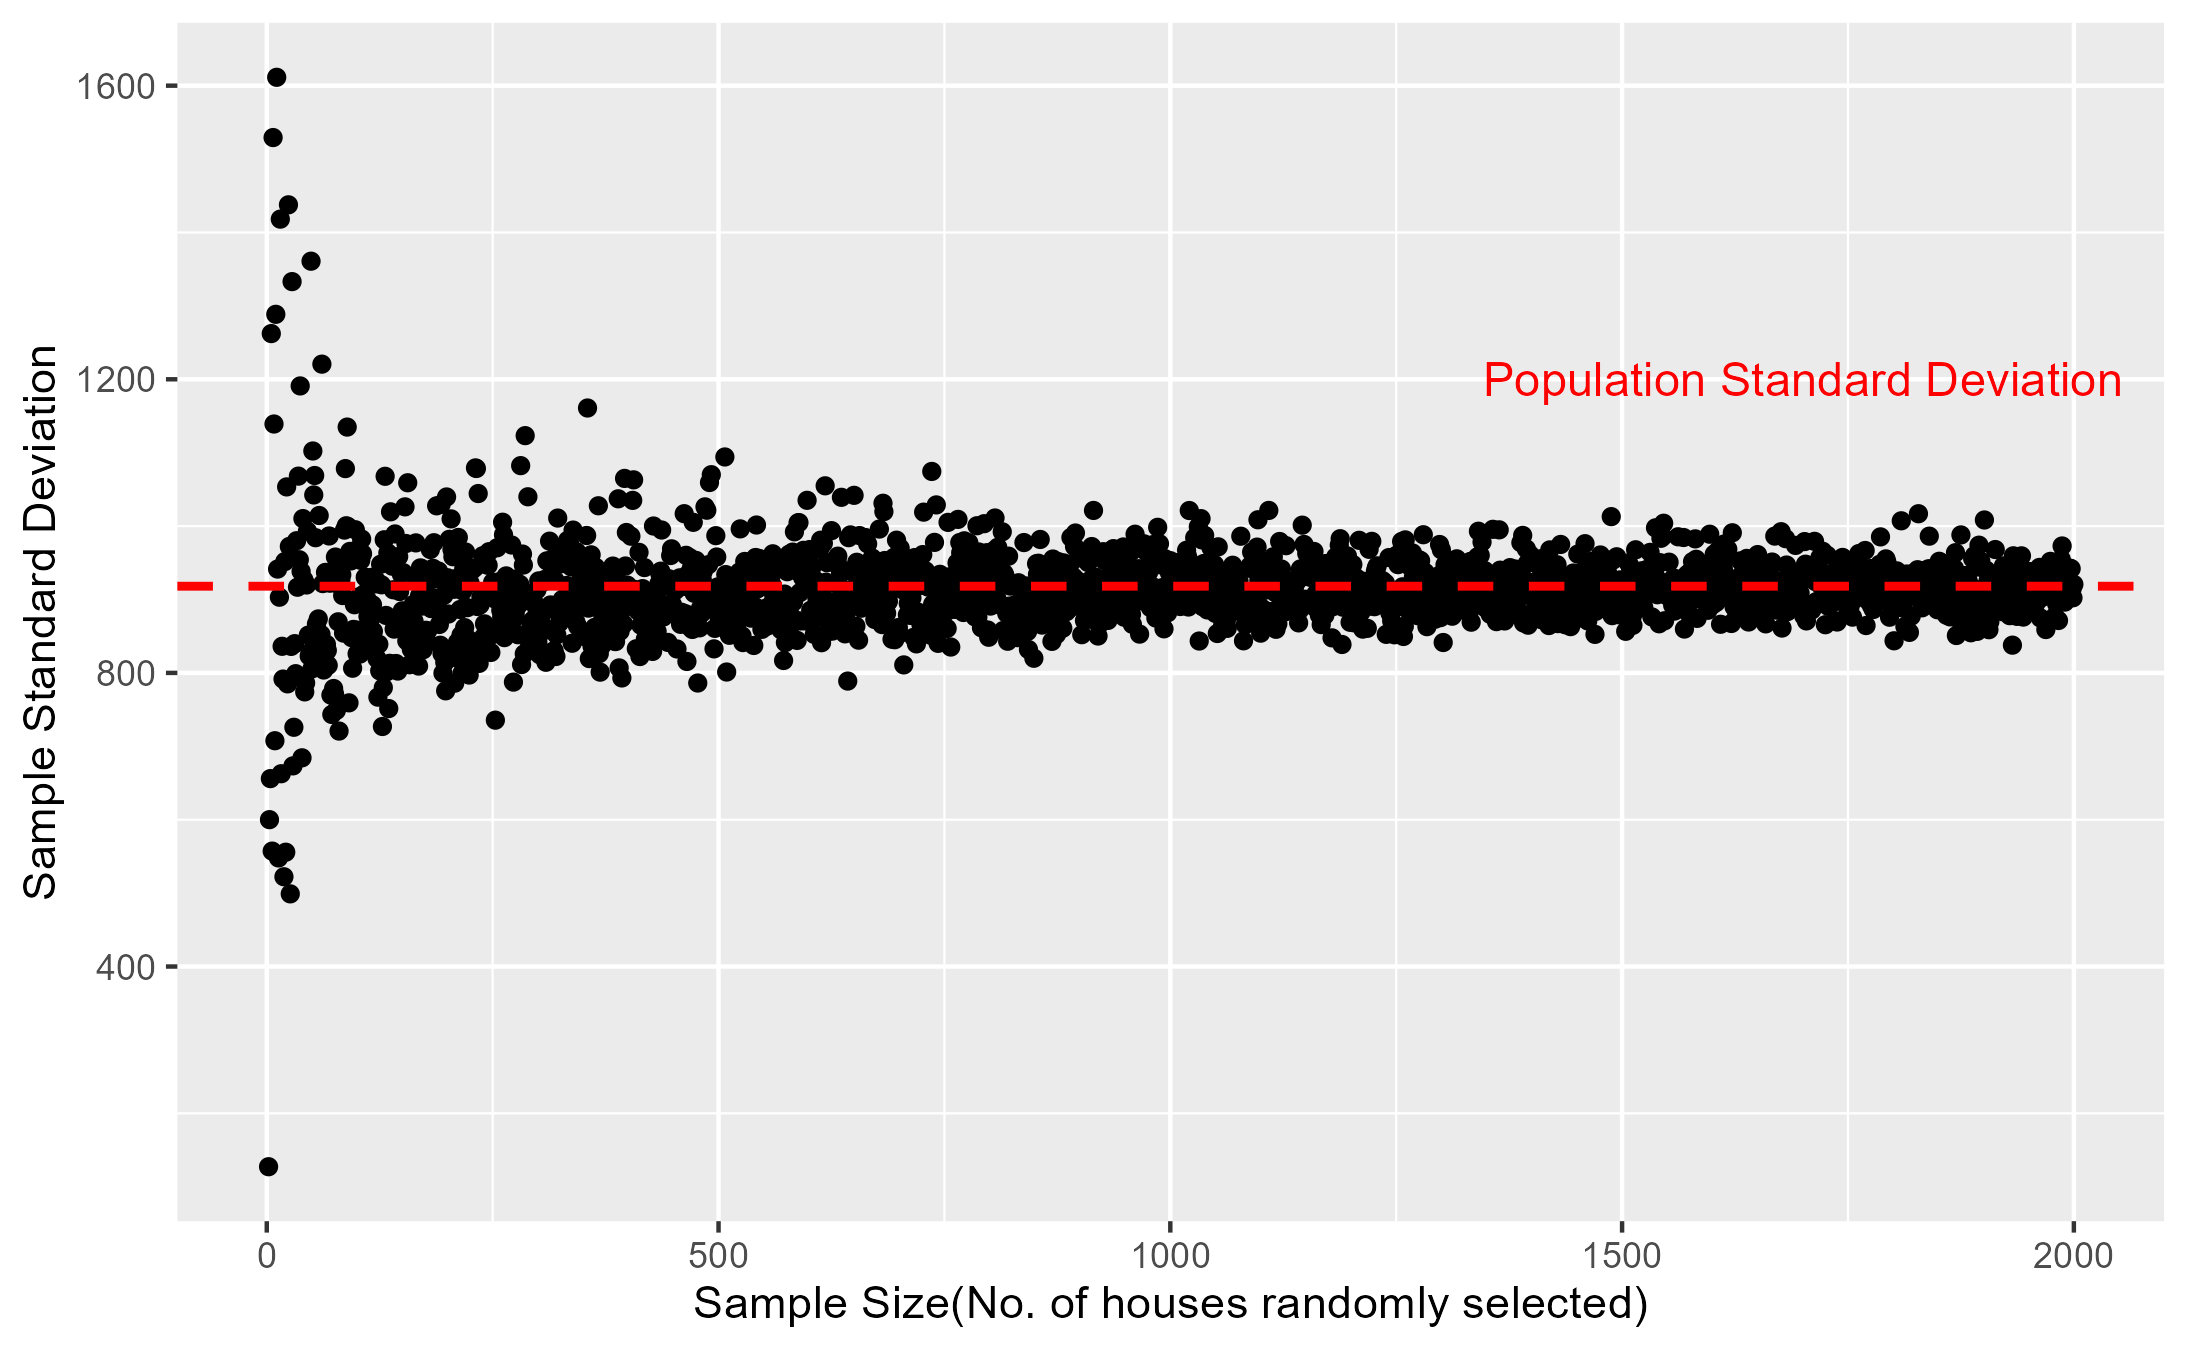 1600
1200
800
400
Sample Standard Deviation
Population Standard Deviation
0 500 1000 1500 2000
Sample Size(No. of houses randomly selected)